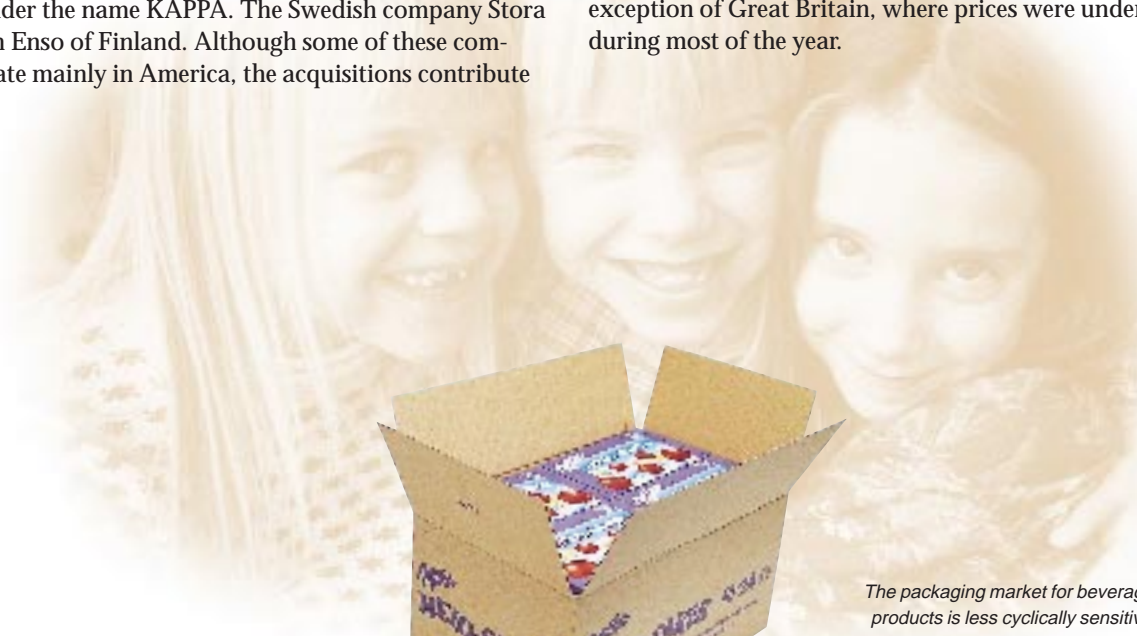 der the name KAPPA. The Swedish company Stora
Enso of Finland. Although some of these com-
ate mainly in America, the acquisitions contribute
exception of Great Britain, where prices were under
during most of the year.
The packaging market for beverag
products is less cyclically sensitiv